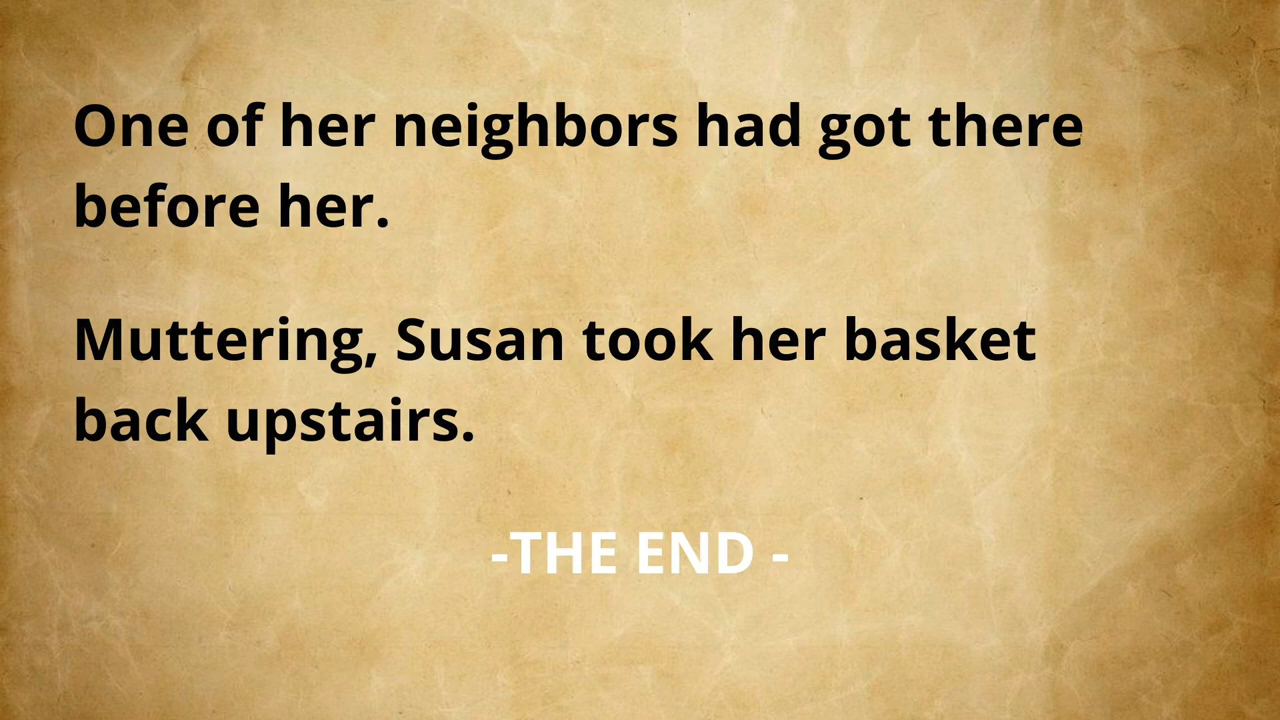 One of her neighbors had got there
before her.
Muttering, Susan took her basket
back upstairs.
-THE END -